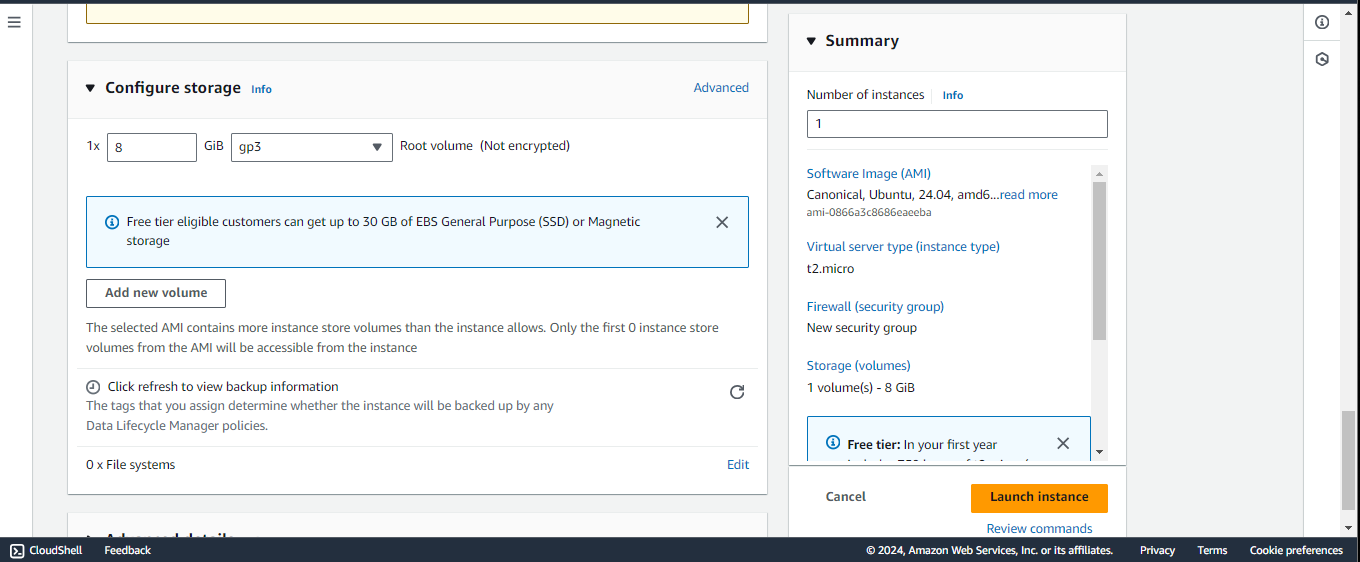 Configure storage Info
Advanced
1x 8 GiB gp3 Root volume (Not encrypted)
Free tier eligible customers can get up to 30 GB of EBS General Purpose (SSD) or Magnetic
storage
Add new volume
The selected AMI contains more instance store volumes than the instance allows. Only the first 0 instance store
volumes from the AMI will be accessible from the instance
Click refresh to view backup information
The tags that you assign determine whether the instance will be backed up by any
Data Lifecycle Manager policies.
0 x File systems
Edit
Summary
Number of instances Info
1
Software Image (AMI)
Canonical, Ubuntu, 24.04, amd6...read more
ami-0866a3c8686eaeeba
Virtual server type (instance type)
t2.micro
Firewall (security group)
New security group
Storage (volumes)
1 volume(s) - 8 GiB
Free tier: In your first year
Cancel
Launch instance
Review commands
CloudShell Feedback
© 2024, Amazon Web Services, Inc. or its affiliates. Privacy Terms Cookie preferences